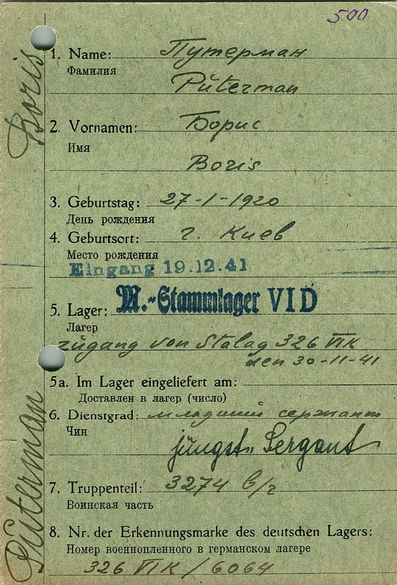 500
1. Name: Путерман
Фамилия
Püterman
2. Vornamen: Борис
Имя
Boris
3. Geburtstag: 27-1-1920
День рождения
4. Geburtsort: г. Киев
Место рождения
Eingang 19.12.41
5. Lager: M.-Stammlager VI D
Лагер
zugang von Stalag 326 VI K
den 30-11-41
5a. Im Lager eingeliefert am:
Доставлен в лагер (число)
6. Dienstgrad: младший сержант
Чин
jüngst. Sergant
7. Truppenteil: 3274 в/г
Воинская часть
8. Nr. der Erkennungsmarke des deutschen Lagers:
Номер военнопленного в германском лагере
326 VI K/6064
Boris
Püterman